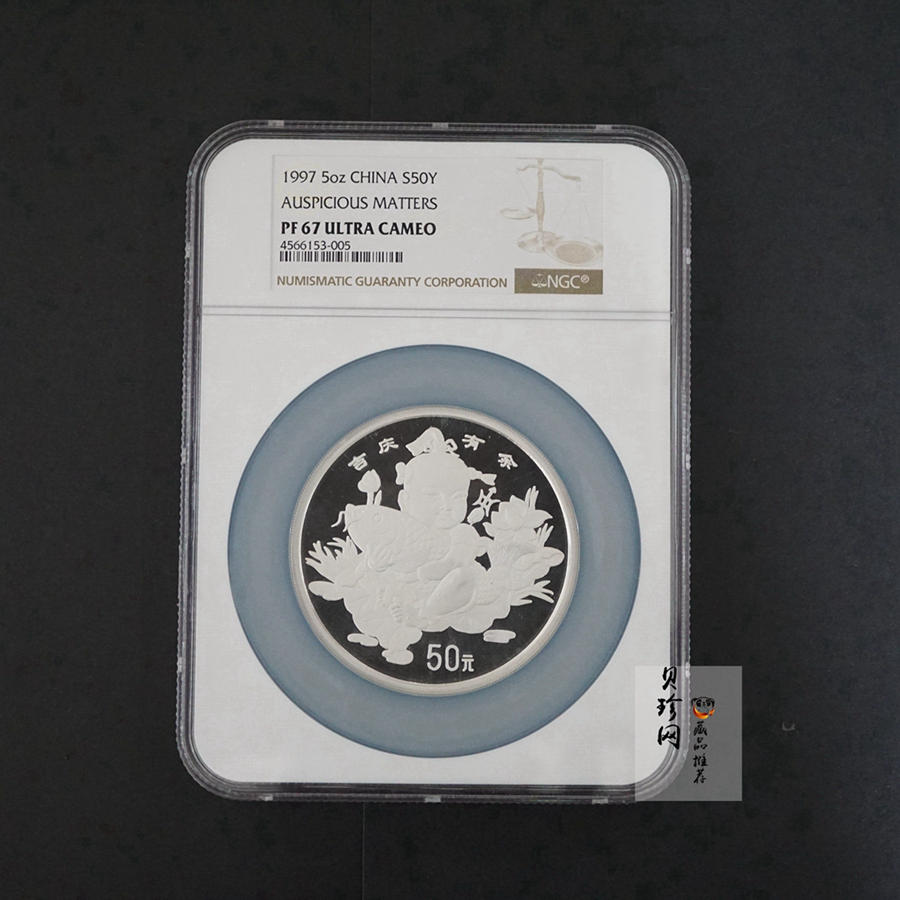 1997 5oz CHINA S50Y
AUSPICIOUS MATTERS
PF 67 ULTRA CAMEO
4566153-005
NUMISMATIC GUARANTY CORPORATION
NGC®
吉庆有余
50元
贝珍网
藏品推荐